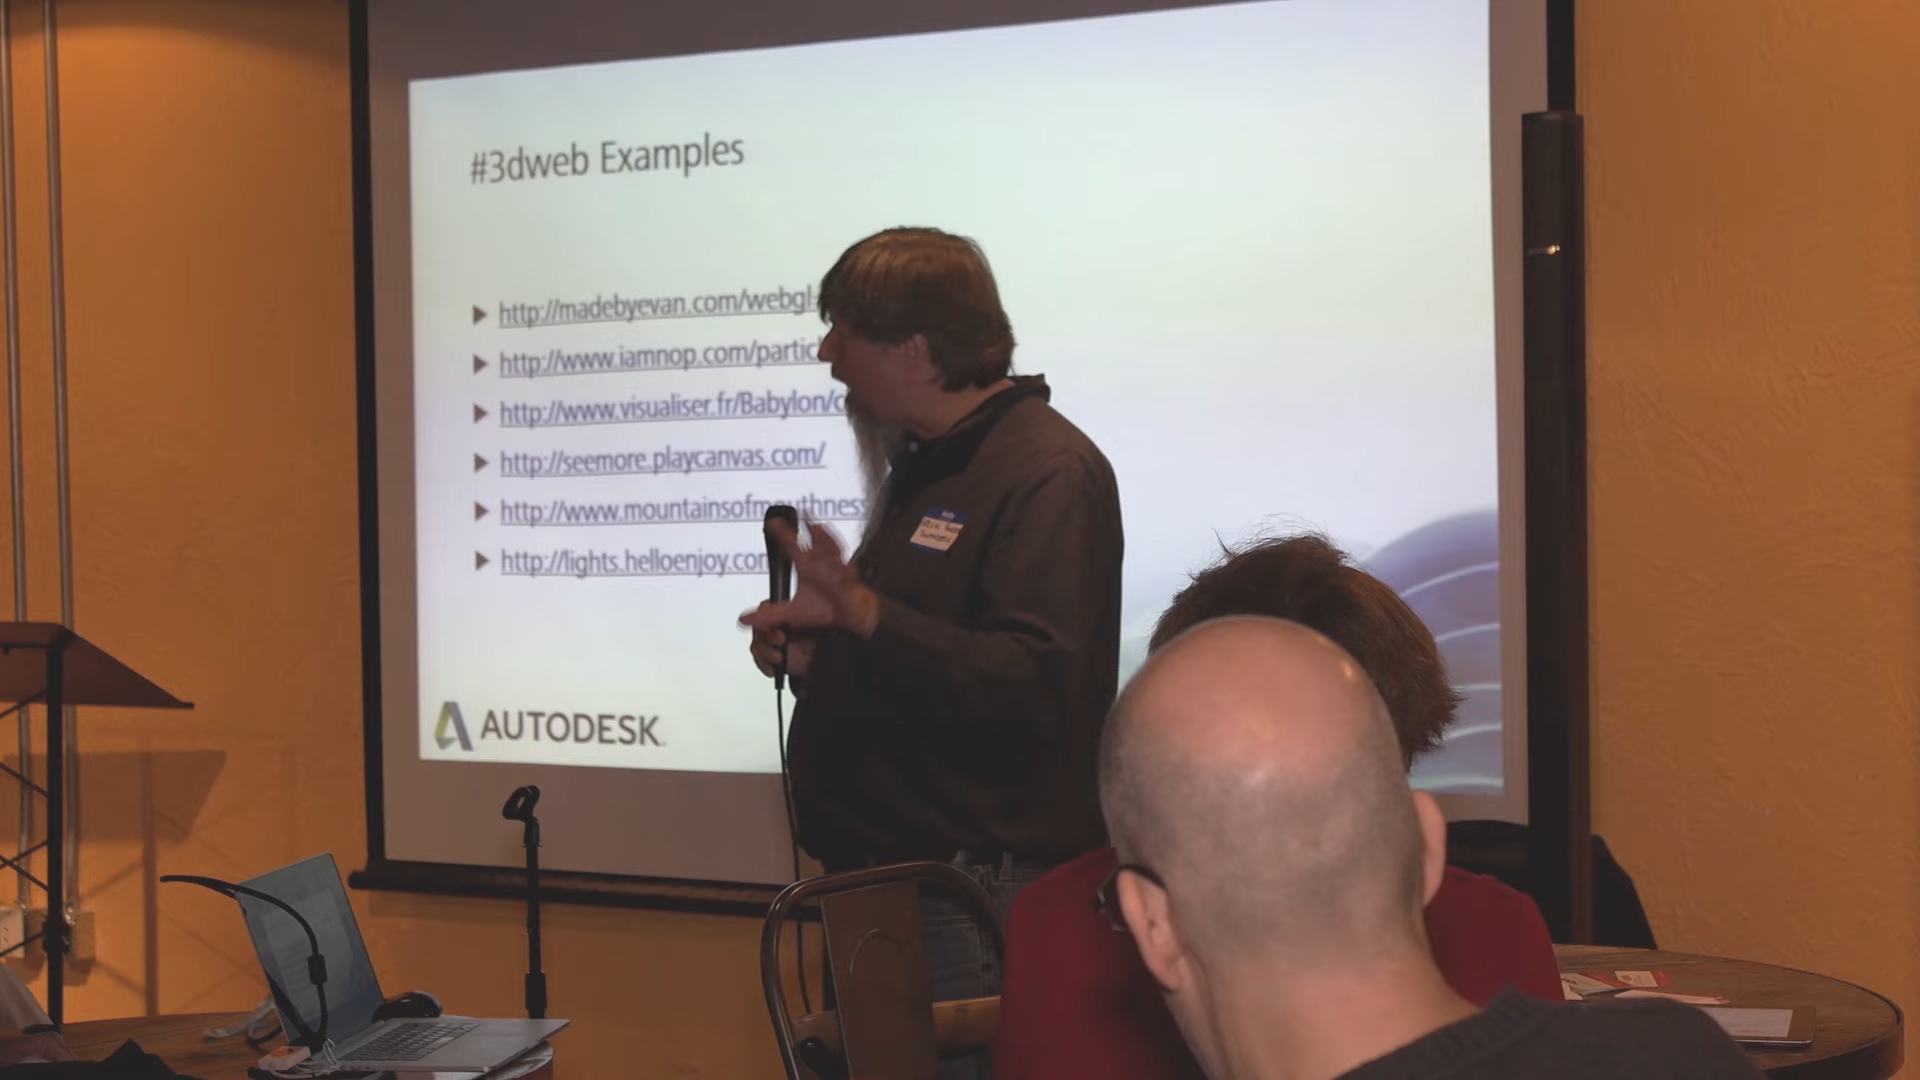 #3dweb Examples
http://madebyevan.com/webgl-
http://www.iamnop.com/partic
http://www.visualiser.fr/Babylon/c
http://seemore.playcanvas.com/
http://www.mountainsofmouthness
http://lights.helloenjoy.com
AUTODESK